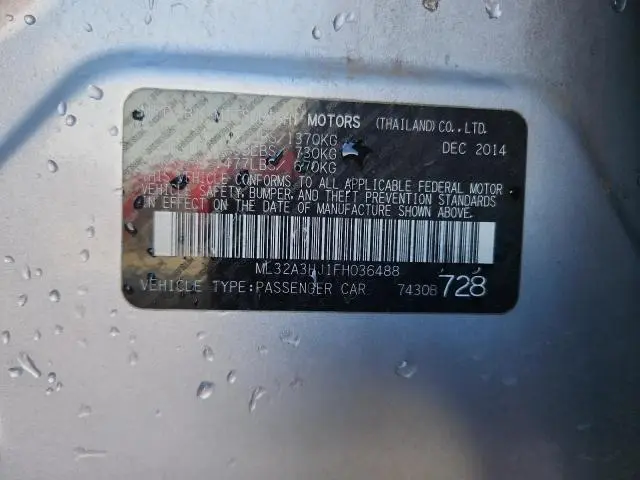 MOTORS (THAILAND)CO.,LTD.
1370KG DEC 2014
730KG
477LBS/ 670KG
VEHICLE CONFORMS TO ALL APPLICABLE FEDERAL MOTOR
VEHICLE SAFETY, BUMPER, AND THEFT PREVENTION STANDARDS
IN EFFECT ON THE DATE OF MANUFACTURE SHOWN ABOVE.
ML32A3HJ1FH036488
VEHICLE TYPE:PASSENGER CAR 7430B 728